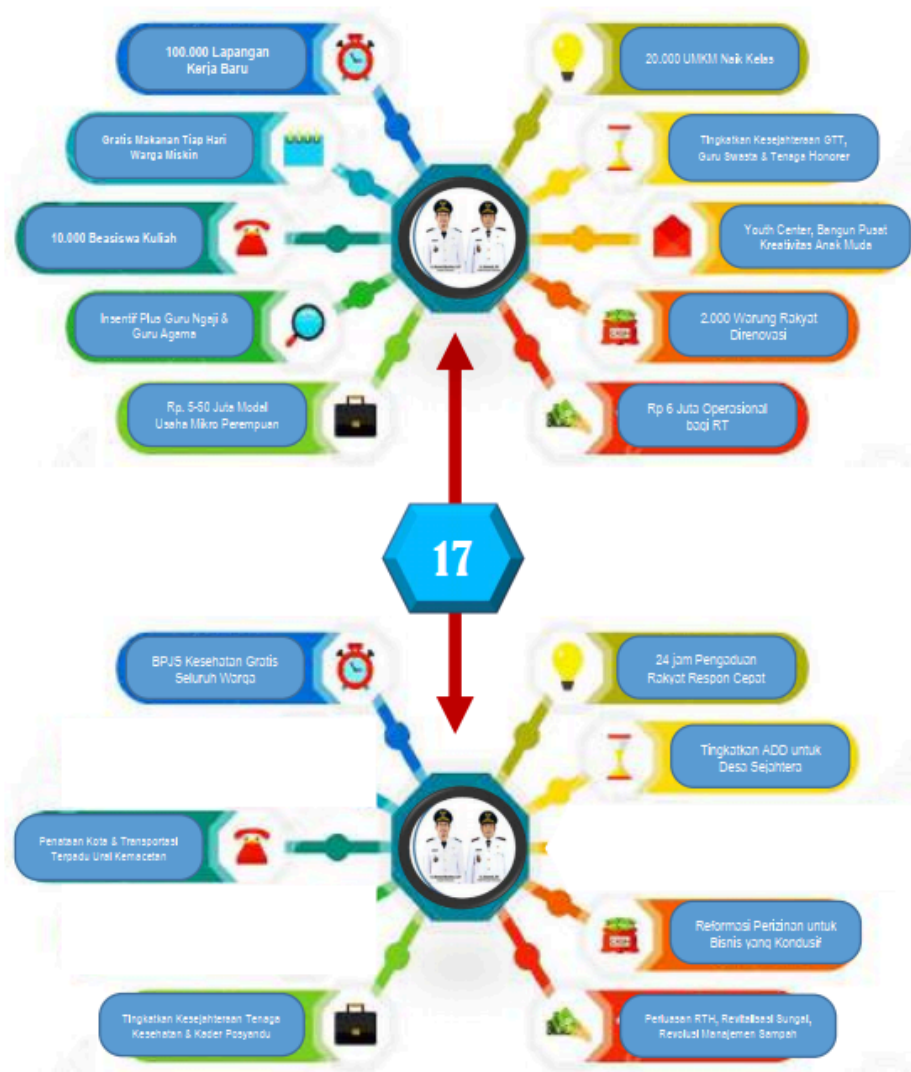 100.000 Lapangan
Kerja Baru
20.000 UMKM Naik Kelas
Gratis Makanan Tiap Hari
Warga Miskin
Tingkatkan Kesejahteraan GTT,
Guru Swasta & Tenaga Honorer
10.000 Beasiswa Kuliah
Youth Center, Bangun Pusat
Kreativitas Anak Muda
Insentif Plus Guru Ngaji &
Guru Agama
2.000 Warung Rakyat
Direnovasi
Rp. 5-50 Juta Modal
Usaha Mikro Perempuan
Rp 6 Juta Operasional
bagi RT
17
BPJS Kesehatan Gratis
Seluruh Warga
24 jam Pengaduan
Rakyat Respon Cepat
Tingkatkan ADD untuk
Desa Sejahtera
Penataan Kota & Transportasi
Terpadu Urai Kemacetan
Reformasi Perizinan untuk
Bisnis yang Kondusif
Tingkatkan Kesejahteraan Tenaga
Kesehatan & Kader Posyandu
Perluasan RTH, Revitalisasi Sungai,
Revolusi Manajemen Sampah